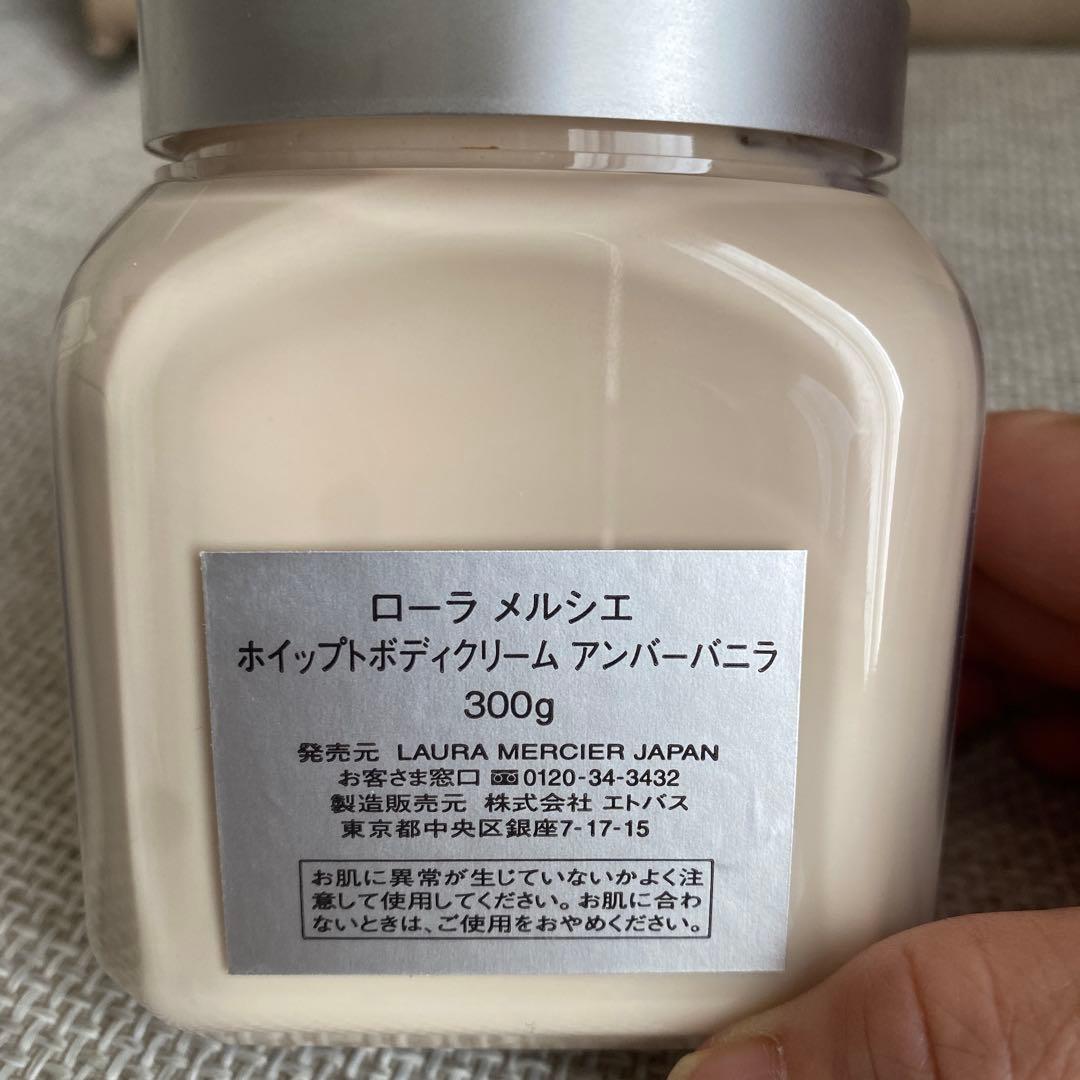 ローラ メルシエ
ホイップトボディクリーム アンバーバニラ
300g
発売元 LAURA MERCIER JAPAN
お客さま窓口 0120-34-3432
製造販売元 株式会社 エトバス
東京都中央区銀座7-17-15
お肌に異常が生じていないかよく注
意して使用してください。お肌に合わ
ないときは、ご使用をおやめください。